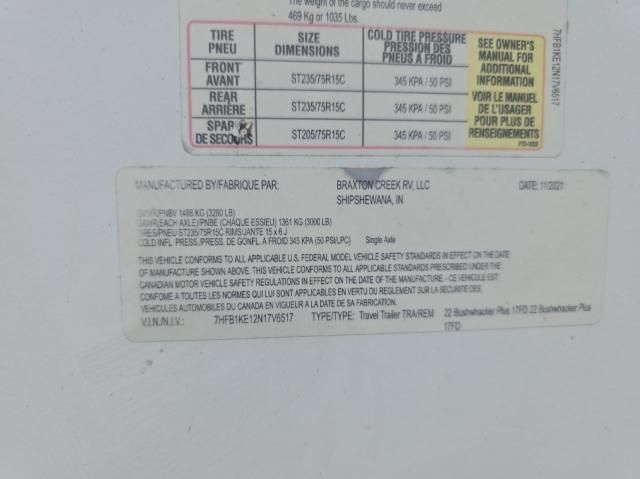 The weight of the cargo should never exceed
469 Kg or 1035 Lbs.
TIRE PNEU
SIZE DIMENSIONS
COLD TIRE PRESSURE PRESSION DES PNEUS A FROID
SEE OWNER'S MANUAL FOR ADDITIONAL INFORMATION
VOIR LE MANUEL DE L'USAGER POUR PLUS DE RENSEIGNEMENTS
FRONT AVANT ST235/75R15C 345 KPA / 50 PSI
REAR ARRIÈRE ST235/75R15C 345 KPA / 50 PSI
DE SECOURS ST205/75R15C 345 KPA / 50 PSI
7HFB1KE12N17V6517
MANUFACTURED BY/FABRIQUE PAR: BRAXTON CREEK RV, LLC DATE: 11/2021
SHIPSHEWANA, IN
GVWR/PNBV 1488 KG (3280 LB)
GAWR(EACH AXLE)/PNBE (CHAQUE ESSIEU) 1361 KG (3000 LB)
TIRES/PNEU ST235/75R15C RIMS/JANTE 15 x 6 J
COLD INFL. PRESS./PRESS. DE GONFL. A FROID 345 KPA (50 PSI/LPC) Single Axle
THIS VEHICLE CONFORMS TO ALL APPLICABLE U.S. FEDERAL MOTOR VEHICLE SAFETY STANDARDS IN EFFECT ON THE DATE
OF MANUFACTURE SHOWN ABOVE. THIS VEHICLE CONFORMS TO ALL APPLICABLE STANDARDS PRESCRIBED UNDER THE
CANADIAN MOTOR VEHICLE SAFETY REGULATIONS IN EFFECT ON THE DATE OF MANUFACTURE. - CE VEHICULE EST
CONFOME A TOUTES LES NORMES QUI LUI SONT APPLICABLES EN VERTU DU REGLEMENT SUR LA SECURITE DES
VEHICULES AUTOMOBILES DU CANADA EN VIGUEUR A LA DATE DE SA FABRICATION.
V.I.N./N.I.V.: 7HFB1KE12N17V6517 TYPE/TYPE: Travel Trailer TRA/REM 22 Bushwhacker Plus 17FD 22 Bushwhacker Plus
17FD